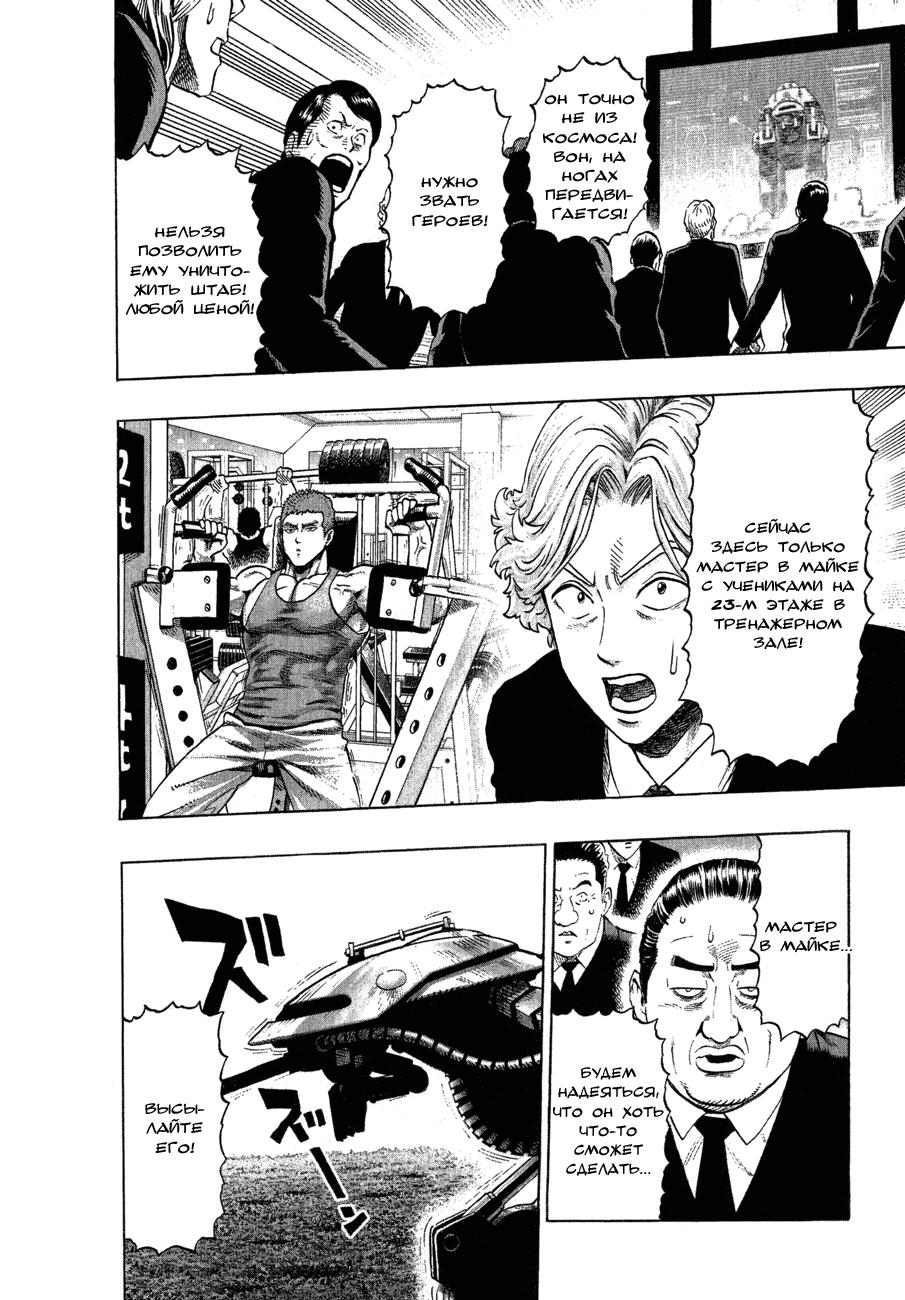 ОН ТОЧНО
НЕ ИЗ
КОСМОСА!
ВОН, НА
НОГАХ
ПЕРЕДВИ-
ГАЕТСЯ!
НУЖНО
ЗВАТЬ
ГЕРОЕВ!
НЕЛЬЗЯ
ПОЗВОЛИТЬ
ЕМУ УНИЧТО-
ЖИТЬ ШТАБ!
ЛЮБОЙ ЦЕНОЙ!
СЕЙЧАС
ЗДЕСЬ ТОЛЬКО
МАСТЕР В МАЙКЕ
С УЧЕНИКАМИ НА
23-М ЭТАЖЕ В
ТРЕНАЖЕРНОМ
ЗАЛЕ!
2t
1t
МАСТЕР
В МАЙКЕ...
БУДЕМ
НАДЕЯТЬСЯ,
ЧТО ОН ХОТЬ
ЧТО-ТО
СМОЖЕТ
СДЕЛАТЬ...
ズズーン
ВЫСЫ-
ЛАЙТЕ
ЕГО!